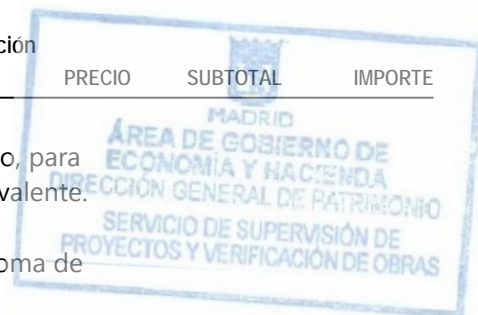 ción
PRECIO SUBTOTAL IMPORTE
MADRID
ÁREA DE GOBIERNO DE
o, para
ECONOMÍA Y HACIENDA
valente.
DIRECCIÓN GENERAL DE PATRIMONIO
SERVICIO DE SUPERVISIÓN DE
PROYECTOS Y VERIFICACIÓN DE OBRAS
oma de